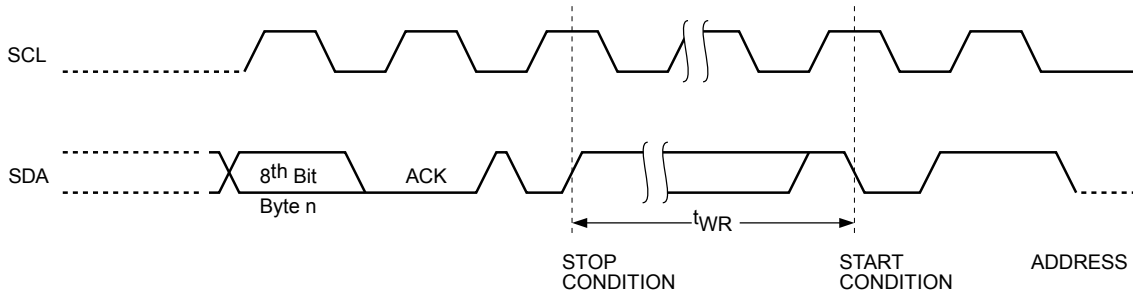 SCL
SDA
8th Bit
ACK
Byte n
tWR
STOP
CONDITION
START
CONDITION
ADDRESS